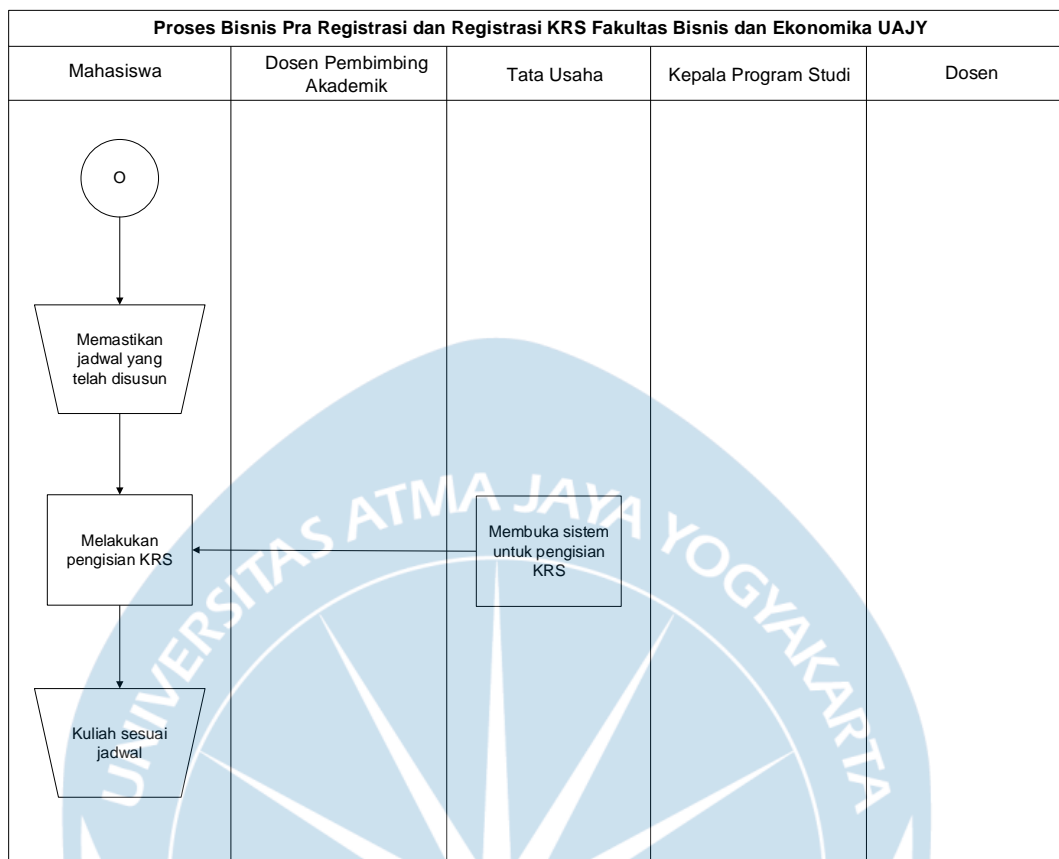 Proses Bisnis Pra Registrasi dan Registrasi KRS Fakultas Bisnis dan Ekonomika UAJY
Mahasiswa
Dosen Pembimbing
Akademik
Tata Usaha
Kepala Program Studi
Dosen
O
Memastikan
jadwal yang
telah disusun
Melakukan
pengisian KRS
Membuka sistem
untuk pengisian
KRS
Kuliah sesuai
jadwal
UNIVERSITAS ATMA JAYA YOGYAKARTA